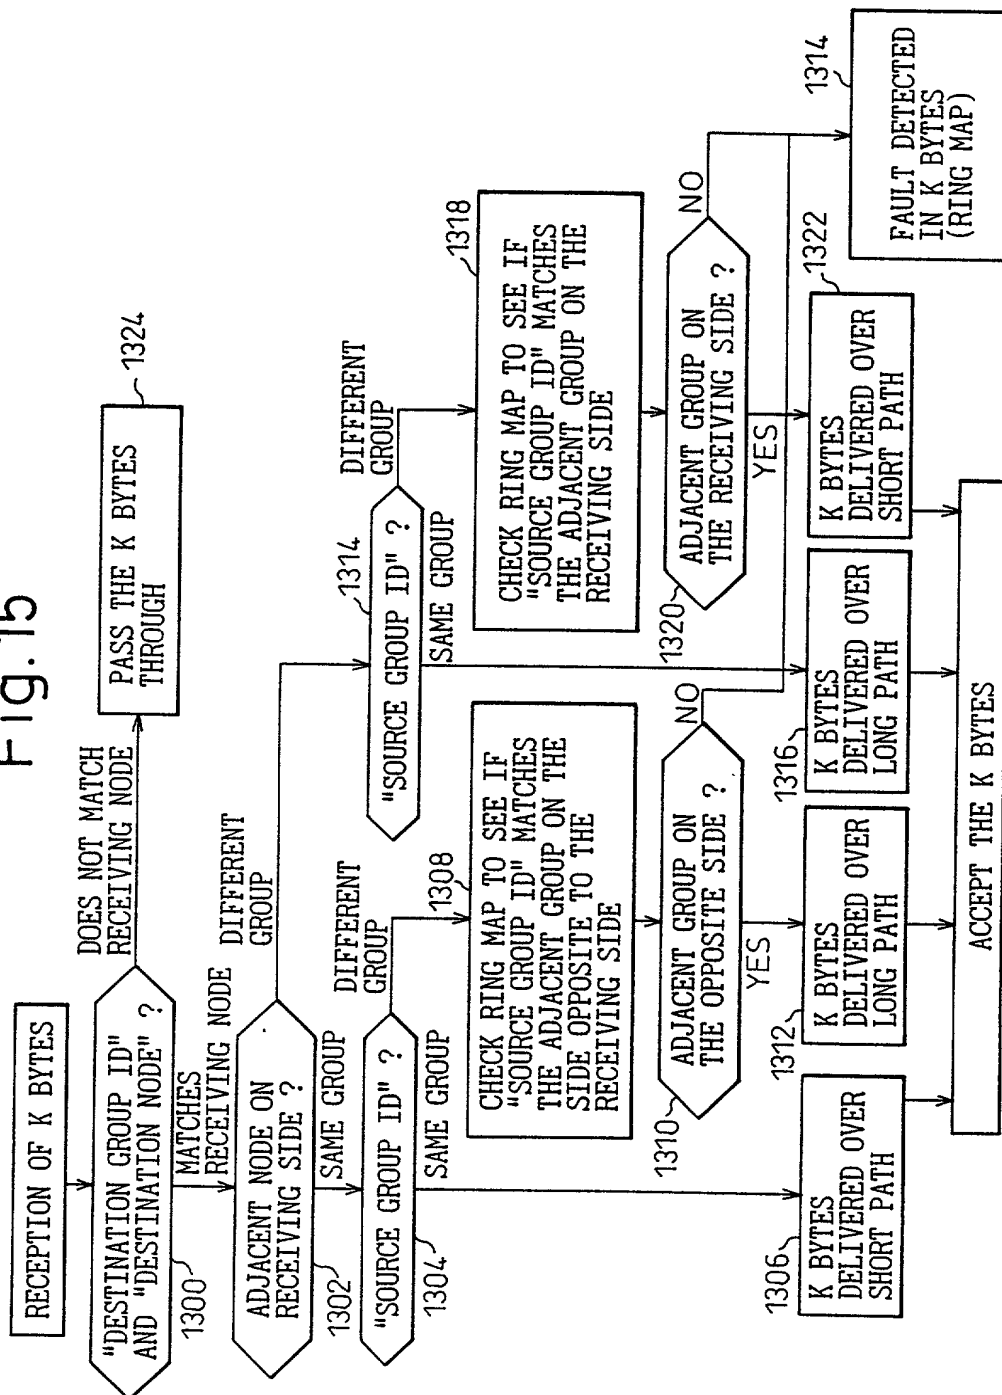 Fig.15
RECEPTION OF K BYTES
"DESTINATION GROUP ID"
AND "DESTINATION NODE" ?
1300
DOES NOT MATCH
RECEIVING NODE
PASS THE K BYTES
THROUGH
1324
MATCHES
RECEIVING NODE
ADJACENT NODE ON
RECEIVING SIDE ?
1302
DIFFERENT
GROUP
SAME GROUP
"SOURCE GROUP ID" ?
1304
DIFFERENT
GROUP
SAME GROUP
"SOURCE GROUP ID" ?
1314
DIFFERENT
GROUP
SAME GROUP
1308
CHECK RING MAP TO SEE IF
"SOURCE GROUP ID" MATCHES
THE ADJACENT GROUP ON THE
SIDE OPPOSITE TO THE
RECEIVING SIDE
1318
CHECK RING MAP TO SEE IF
"SOURCE GROUP ID" MATCHES
THE ADJACENT GROUP ON THE
RECEIVING SIDE
1310
ADJACENT GROUP ON
THE OPPOSITE SIDE ?
NO
YES
1320
ADJACENT GROUP ON
THE RECEIVING SIDE ?
NO
YES
1306
K BYTES
DELIVERED OVER
SHORT PATH
1312
K BYTES
DELIVERED OVER
LONG PATH
1316
K BYTES
DELIVERED OVER
LONG PATH
1322
K BYTES
DELIVERED OVER
SHORT PATH
1314
FAULT DETECTED
IN K BYTES
(RING MAP)
ACCEPT THE K BYTES